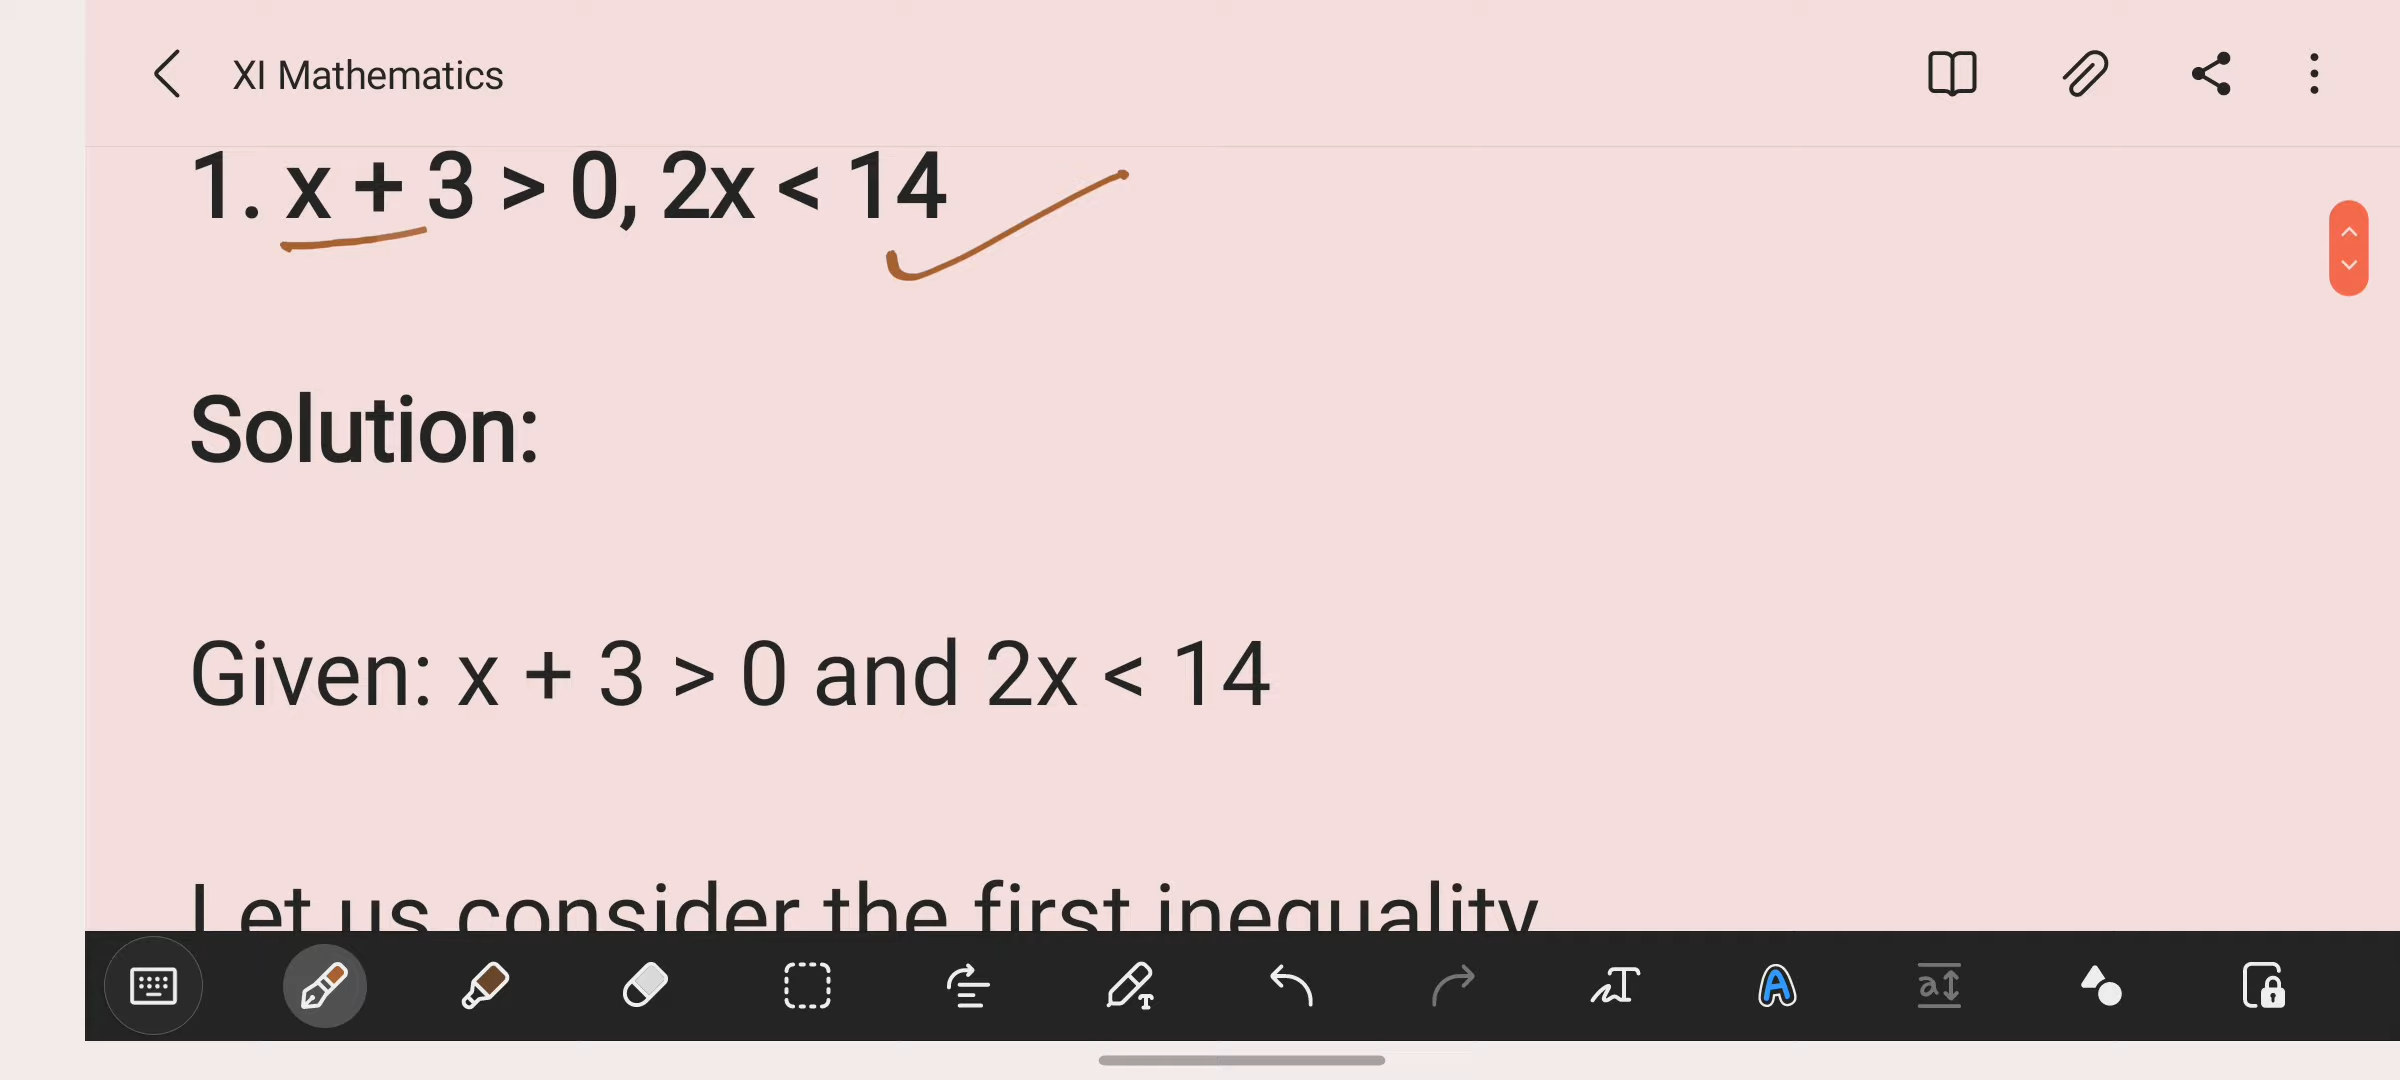 XI Mathematics
1. x + 3 > 0, 2x < 14
Solution:
Given: x + 3 > 0 and 2x < 14
Let us consider the first inequality